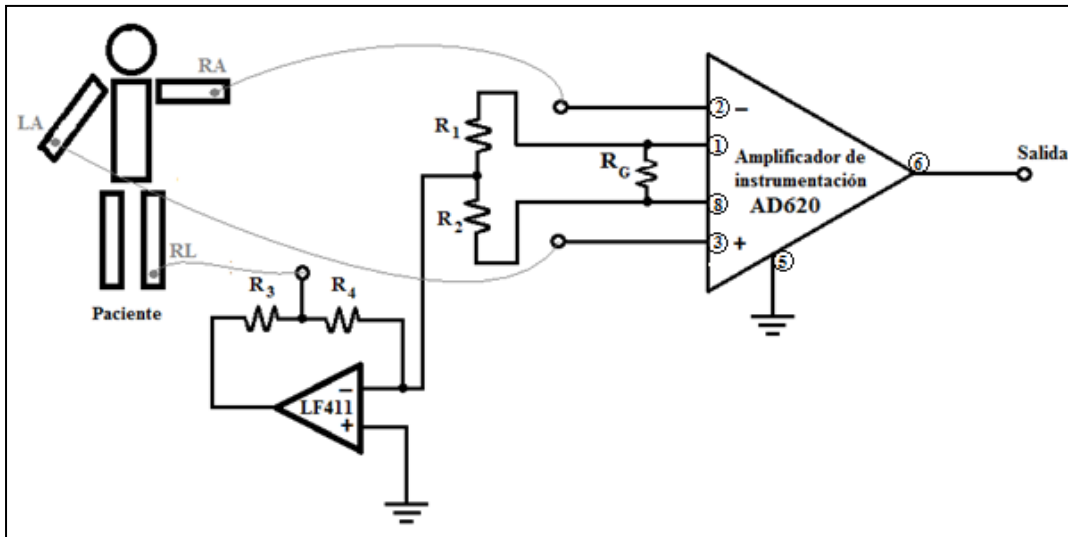 RA
LA
RL
Paciente
R3
R4
LF411
−
+
R1
R2
RG
2 −
1
8
3 +
5
6
Amplificador de
instrumentación
AD620
Salida